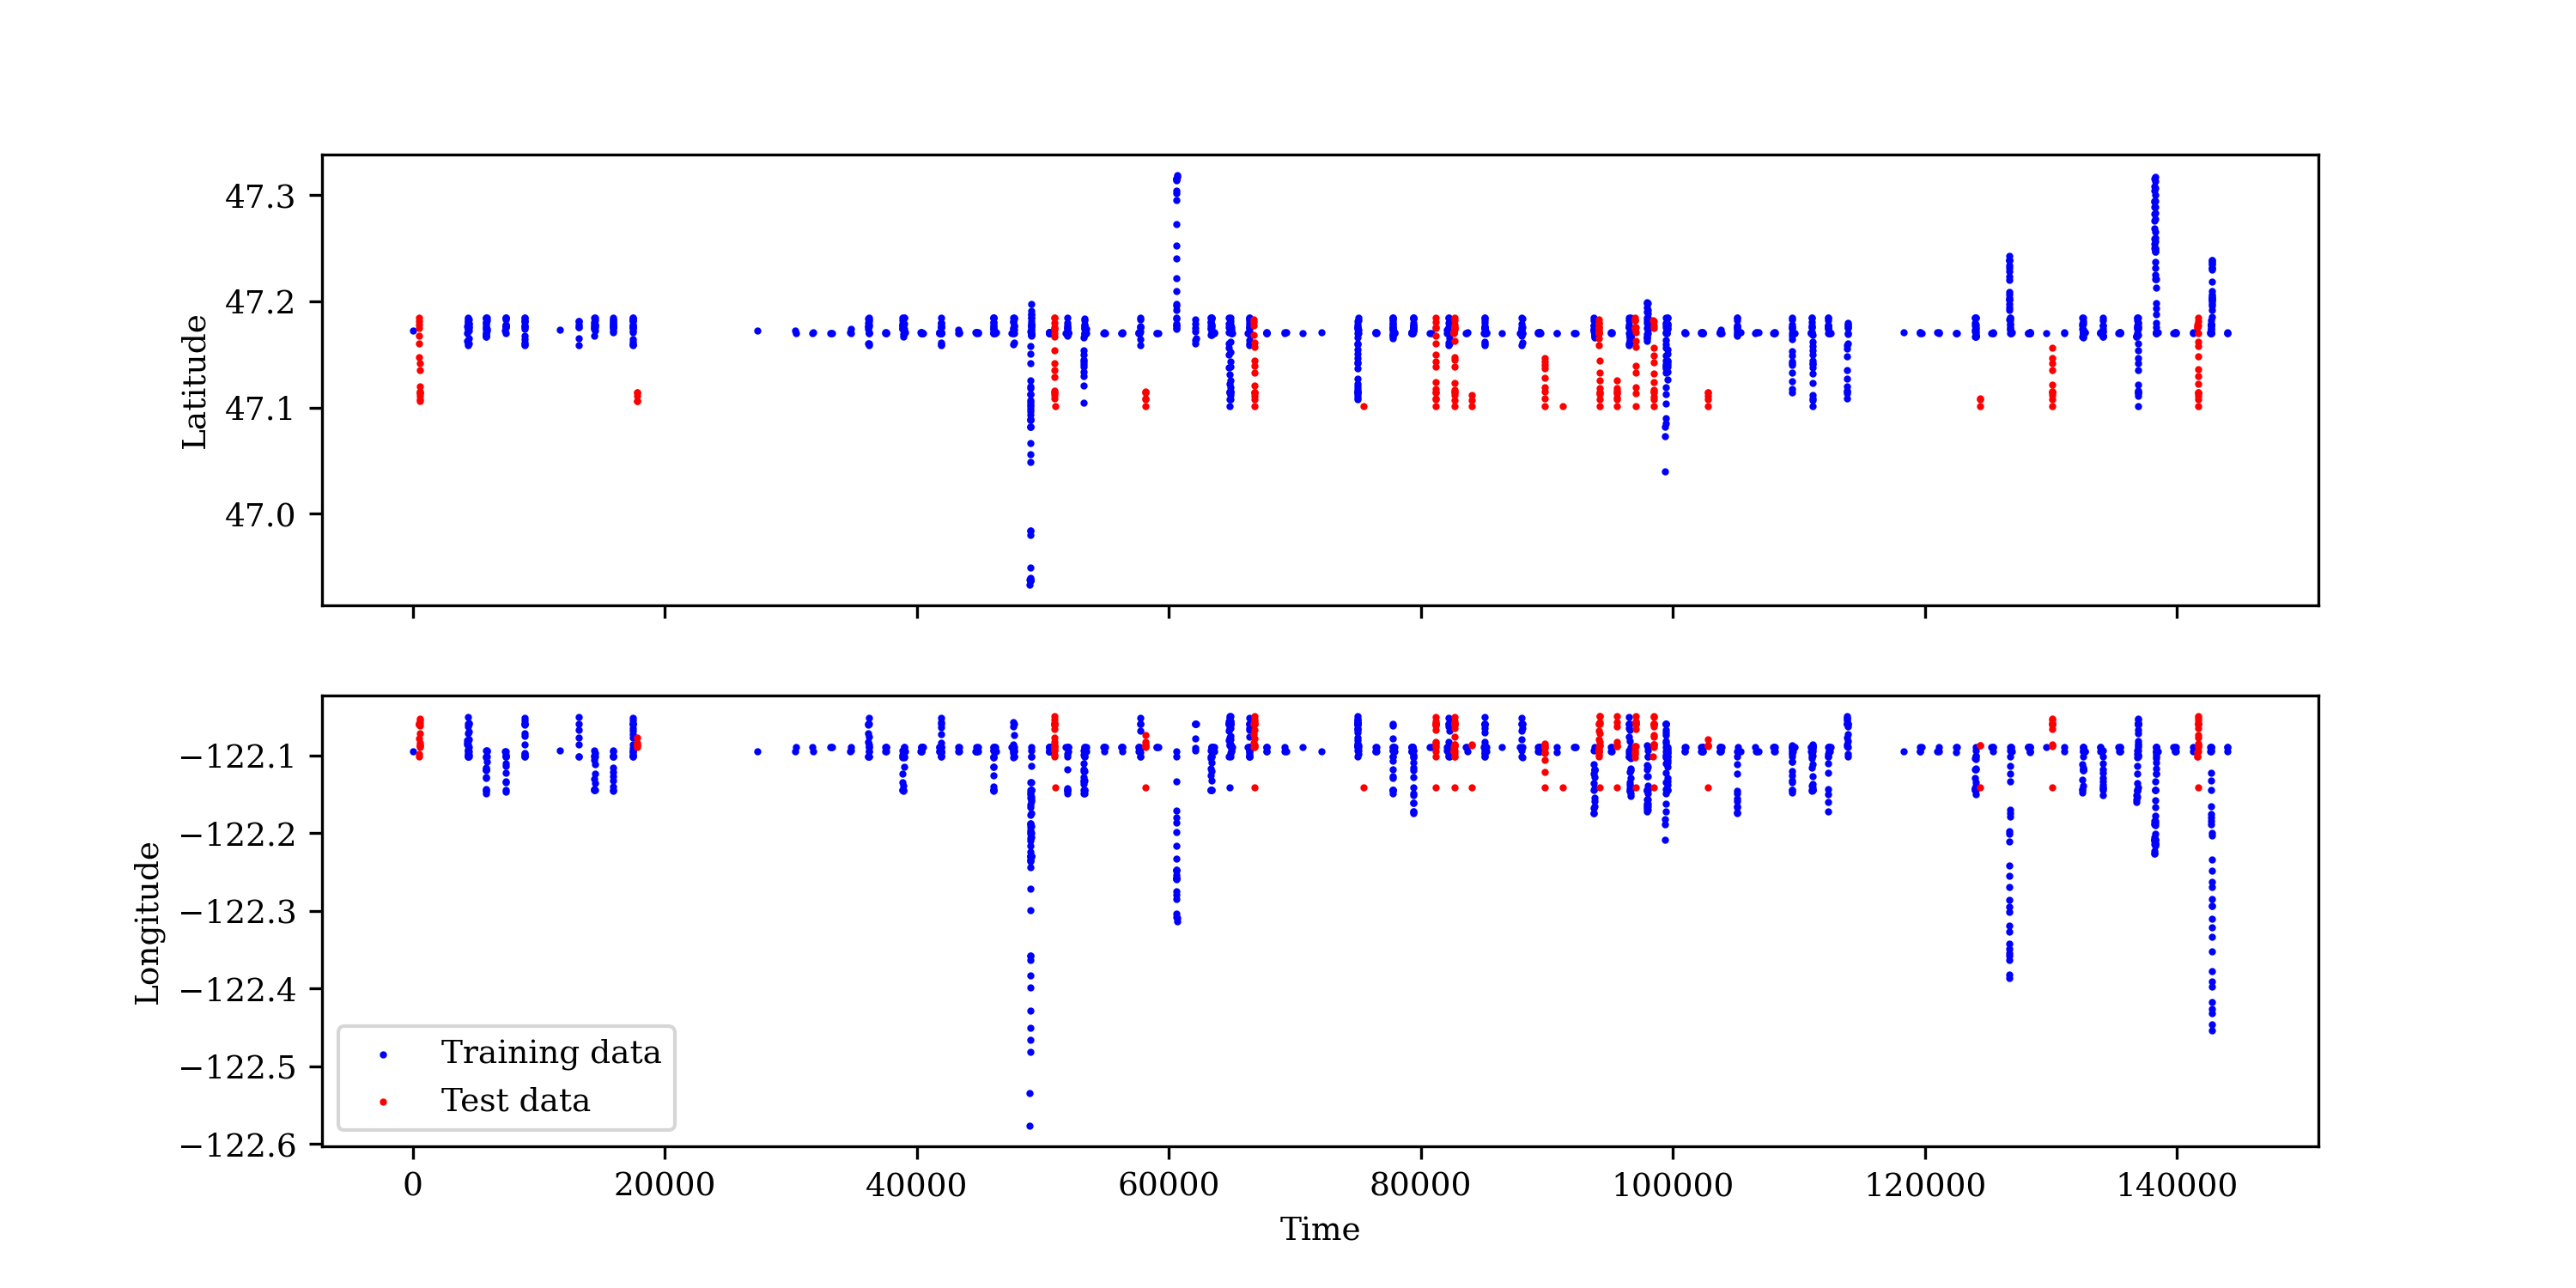 47.3
47.2
47.1
47.0
Latitude
−122.1
−122.2
−122.3
−122.4
−122.5
−122.6
Longitude
Training data
Test data
0 20000 40000 60000 80000 100000 120000 140000
Time